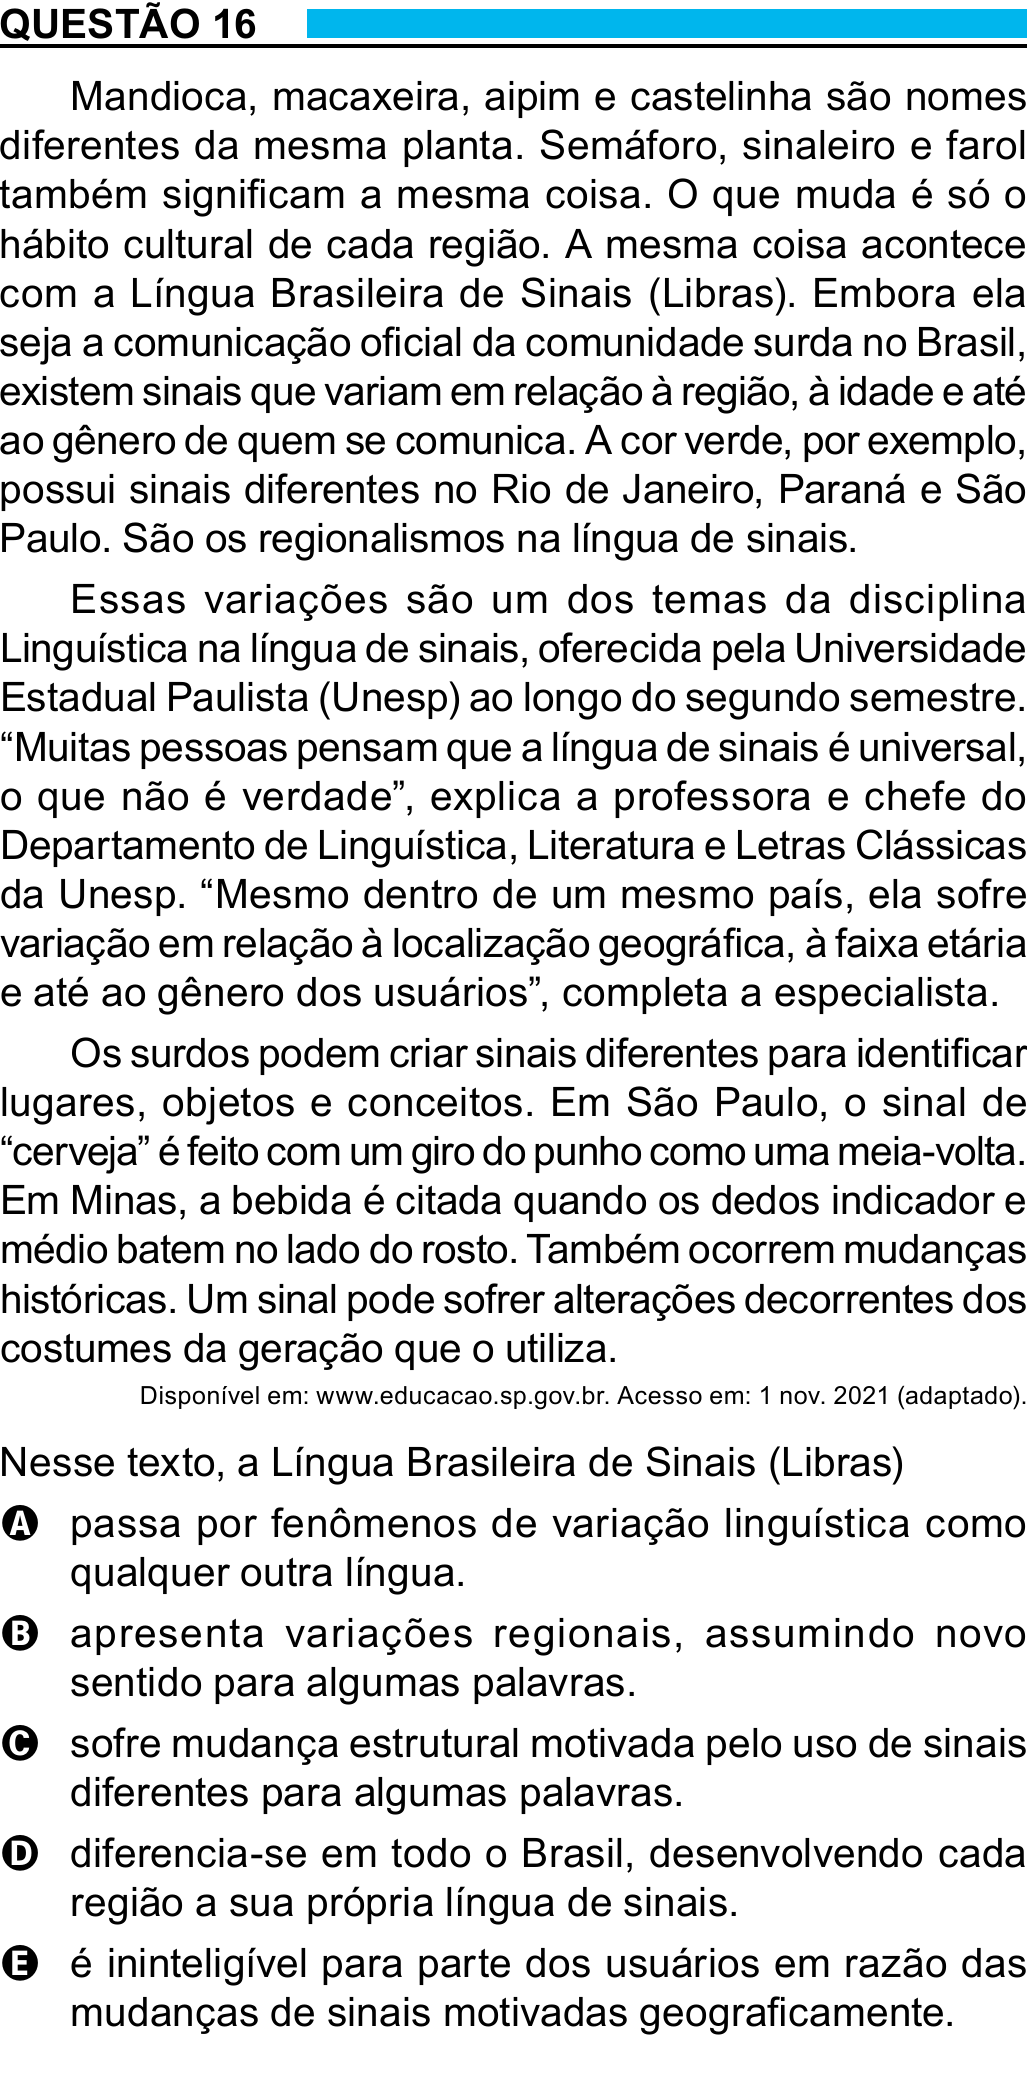 QUESTÃO 16
Mandioca, macaxeira, aipim e castelinha são nomes
diferentes da mesma planta. Semáforo, sinaleiro e farol
também significam a mesma coisa. O que muda é só o
hábito cultural de cada região. A mesma coisa acontece
com a Língua Brasileira de Sinais (Libras). Embora ela
seja a comunicação oficial da comunidade surda no Brasil,
existem sinais que variam em relação à região, à idade e até
ao gênero de quem se comunica. A cor verde, por exemplo,
possui sinais diferentes no Rio de Janeiro, Paraná e São
Paulo. São os regionalismos na língua de sinais.
Essas variações são um dos temas da disciplina
Linguística na língua de sinais, oferecida pela Universidade
Estadual Paulista (Unesp) ao longo do segundo semestre.
“Muitas pessoas pensam que a língua de sinais é universal,
o que não é verdade”, explica a professora e chefe do
Departamento de Linguística, Literatura e Letras Clássicas
da Unesp. “Mesmo dentro de um mesmo país, ela sofre
variação em relação à localização geográfica, à faixa etária
e até ao gênero dos usuários”, completa a especialista.
Os surdos podem criar sinais diferentes para identificar
lugares, objetos e conceitos. Em São Paulo, o sinal de
“cerveja” é feito com um giro do punho como uma meia-volta.
Em Minas, a bebida é citada quando os dedos indicador e
médio batem no lado do rosto. Também ocorrem mudanças
históricas. Um sinal pode sofrer alterações decorrentes dos
costumes da geração que o utiliza.
Disponível em: www.educacao.sp.gov.br. Acesso em: 1 nov. 2021 (adaptado).
Nesse texto, a Língua Brasileira de Sinais (Libras)
A passa por fenômenos de variação linguística como
qualquer outra língua.
B apresenta variações regionais, assumindo novo
sentido para algumas palavras.
C sofre mudança estrutural motivada pelo uso de sinais
diferentes para algumas palavras.
D diferencia-se em todo o Brasil, desenvolvendo cada
região a sua própria língua de sinais.
E é ininteligível para parte dos usuários em razão das
mudanças de sinais motivadas geograficamente.